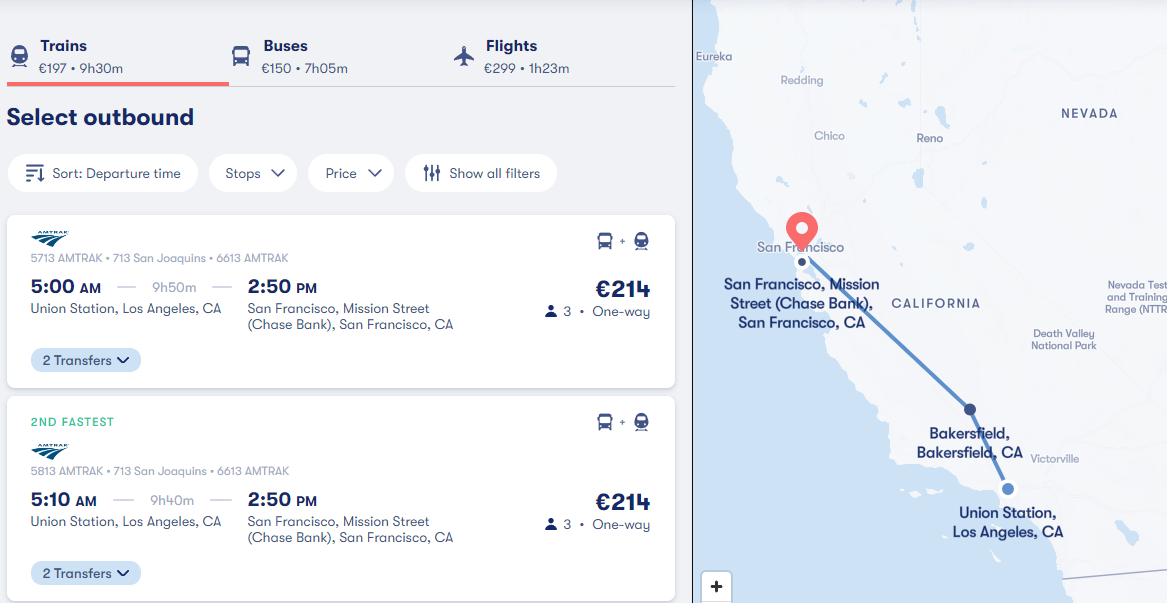 Trains
€197 • 9h30m
Buses
€150 • 7h05m
Flights
€299 • 1h23m
Select outbound
Sort: Departure time
Stops
Price
Show all filters
AMTRAK
5713 AMTRAK • 713 San Joaquins • 6613 AMTRAK
5:00 AM
9h50m
2:50 PM
€214
Union Station, Los Angeles, CA
San Francisco, Mission Street
(Chase Bank), San Francisco, CA
3 • One-way
2 Transfers
2ND FASTEST
AMTRAK
5813 AMTRAK • 713 San Joaquins • 6613 AMTRAK
5:10 AM
9h40m
2:50 PM
€214
Union Station, Los Angeles, CA
San Francisco, Mission Street
(Chase Bank), San Francisco, CA
3 • One-way
2 Transfers
Eureka
Redding
NEVADA
Chico
Reno
San Francisco
San Francisco, Mission
Street (Chase Bank),
San Francisco, CA
CALIFORNIA
Nevada Test
and Training
Range (NTTR
Death Valley
National Park
Bakersfield,
Bakersfield, CA
Victorville
Union Station,
Los Angeles, CA
+